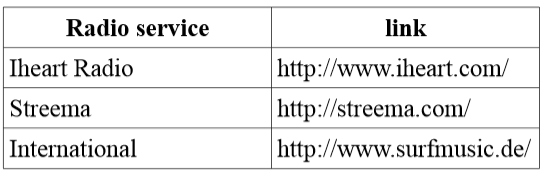 Radio service link
Iheart Radio http://www.iheart.com/
Streema http://streema.com/
International http://www.surfmusic.de/